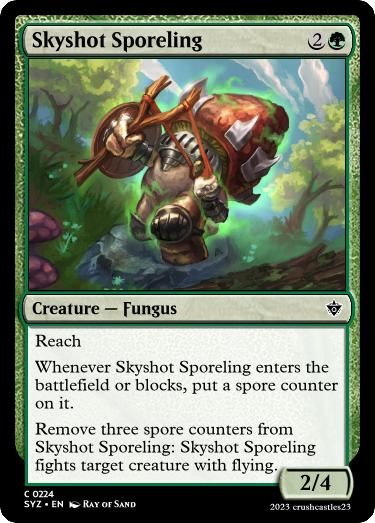 Skyshot Sporeling 2
Creature — Fungus
Reach
Whenever Skyshot Sporeling enters the
battlefield or blocks, put a spore counter
on it.
Remove three spore counters from
Skyshot Sporeling: Skyshot Sporeling
fights target creature with flying.
2/4
C 0224
SYZ • EN Ray of Sand
2023 crushcastles23